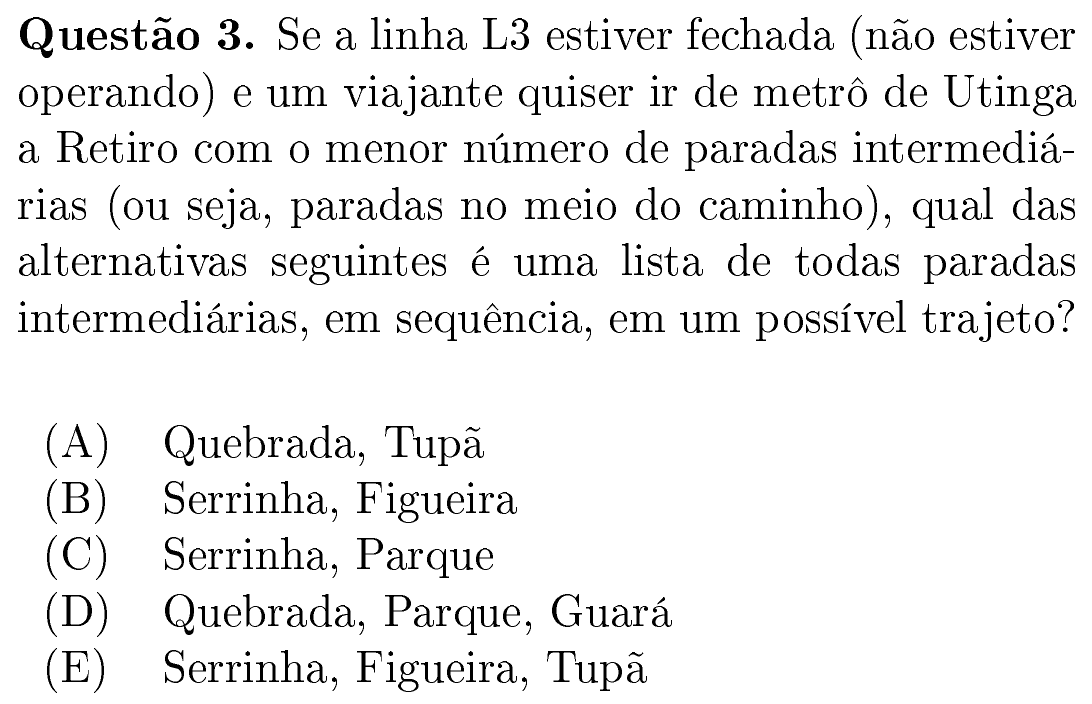 Questão 3. Se a linha L3 estiver fechada (não estiver
operando) e um viajante quiser ir de metrô de Utinga
a Retiro com o menor número de paradas intermediá-
rias (ou seja, paradas no meio do caminho), qual das
alternativas seguintes é uma lista de todas paradas
intermediárias, em sequência, em um possível trajeto?
(A) Quebrada, Tupã
(B) Serrinha, Figueira
(C) Serrinha, Parque
(D) Quebrada, Parque, Guará
(E) Serrinha, Figueira, Tupã